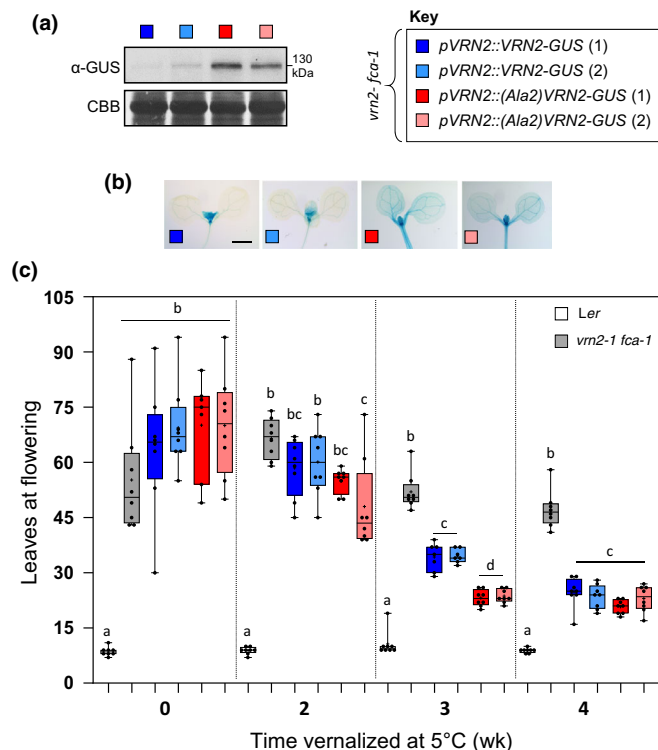 (a)
α-GUS
130
kDa
CBB
Key
vrn2- fca-1
pVRN2::VRN2-GUS (1)
pVRN2::VRN2-GUS (2)
pVRN2::(Ala2)VRN2-GUS (1)
pVRN2::(Ala2)VRN2-GUS (2)
(b)
(c)
Leaves at flowering
105
90
75
60
45
30
15
0
b
a
b
bc
b
bc
c
a
b
c
d
a
b
c
a
Ler
vrn2-1 fca-1
0
2
3
4
Time vernalized at 5°C (wk)